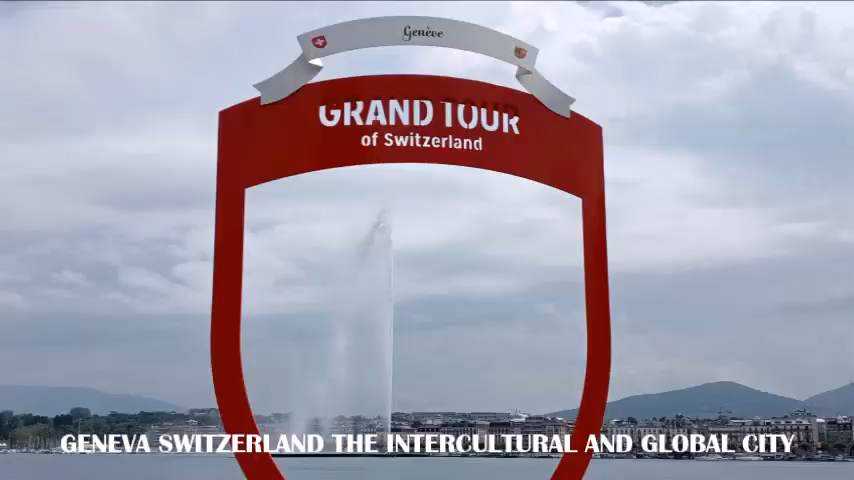 Genève
GRAND TOUR
of Switzerland
GENEVA SWITZERLAND THE INTERCULTURAL AND GLOBAL CITY